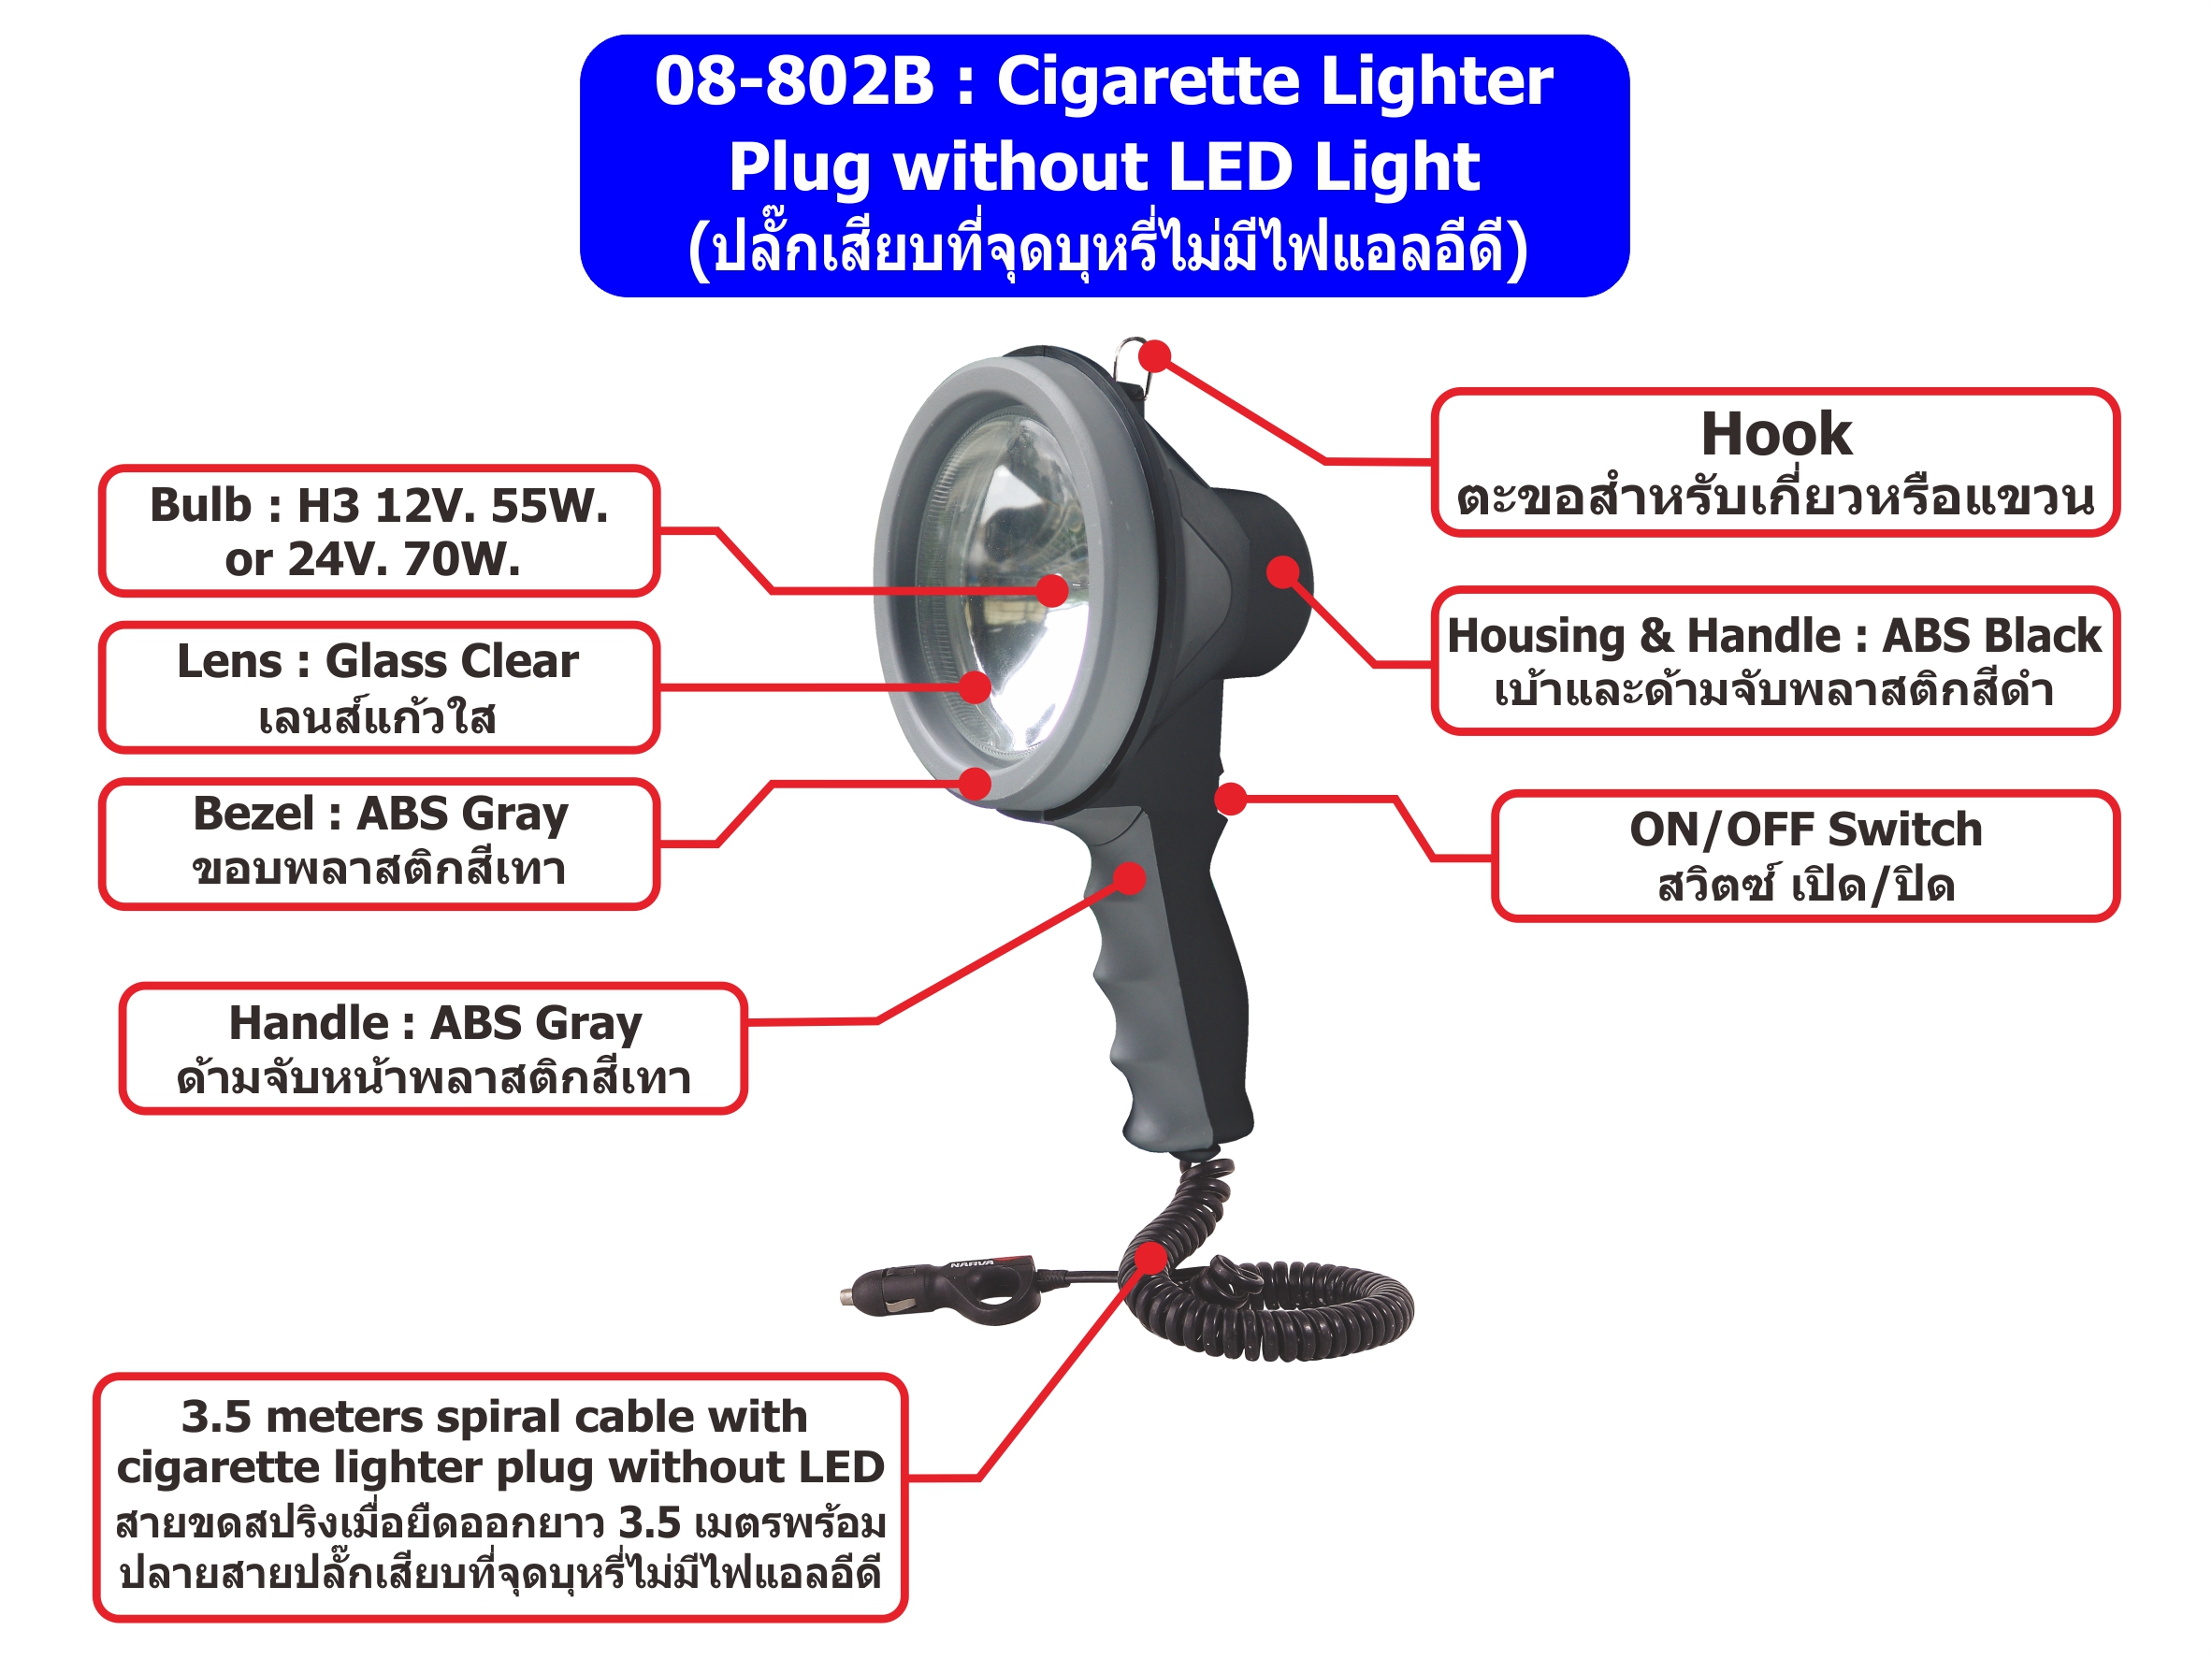 08-802B : Cigarette Lighter
Plug without LED Light
(ปลั๊กเสียบที่จุดบุหรี่ไม่มีไฟแอลอีดี)
Hook
ตะขอสำหรับเกี่ยวหรือแขวน
Bulb : H3 12V. 55W.
or 24V. 70W.
Housing & Handle : ABS Black
เบ้าและด้ามจับพลาสติกสีดำ
Lens : Glass Clear
เลนส์แก้วใส
Bezel : ABS Gray
ขอบพลาสติกสีเทา
ON/OFF Switch
สวิตซ์ เปิด/ปิด
Handle : ABS Gray
ด้ามจับหน้าพลาสติกสีเทา
NARVA
3.5 meters spiral cable with
cigarette lighter plug without LED
สายขดสปริงเมื่อยืดออกยาว 3.5 เมตรพร้อม
ปลายสายปลั๊กเสียบที่จุดบุหรี่ไม่มีไฟแอลอีดี